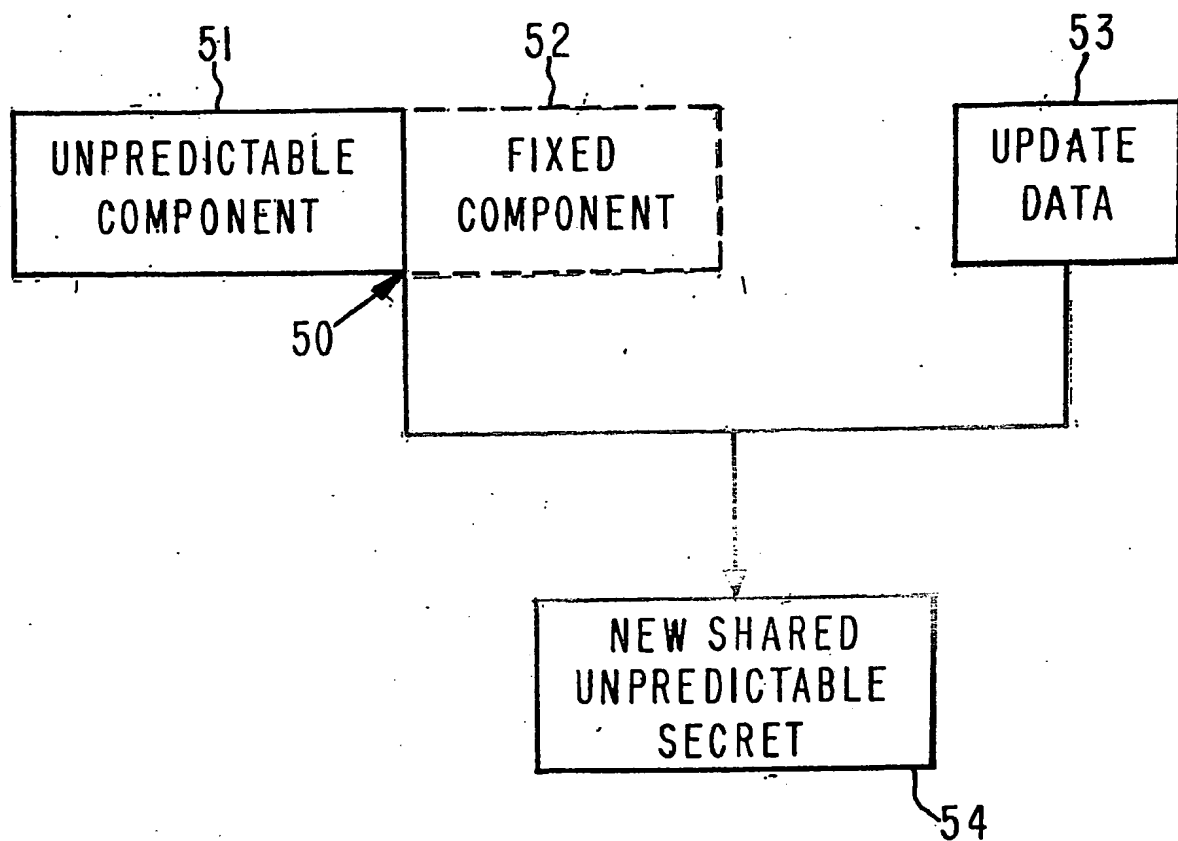 51
52
53
UNPREDICTABLE
COMPONENT
FIXED
COMPONENT
UPDATE
DATA
50
NEW SHARED
UNPREDICTABLE
SECRET
54